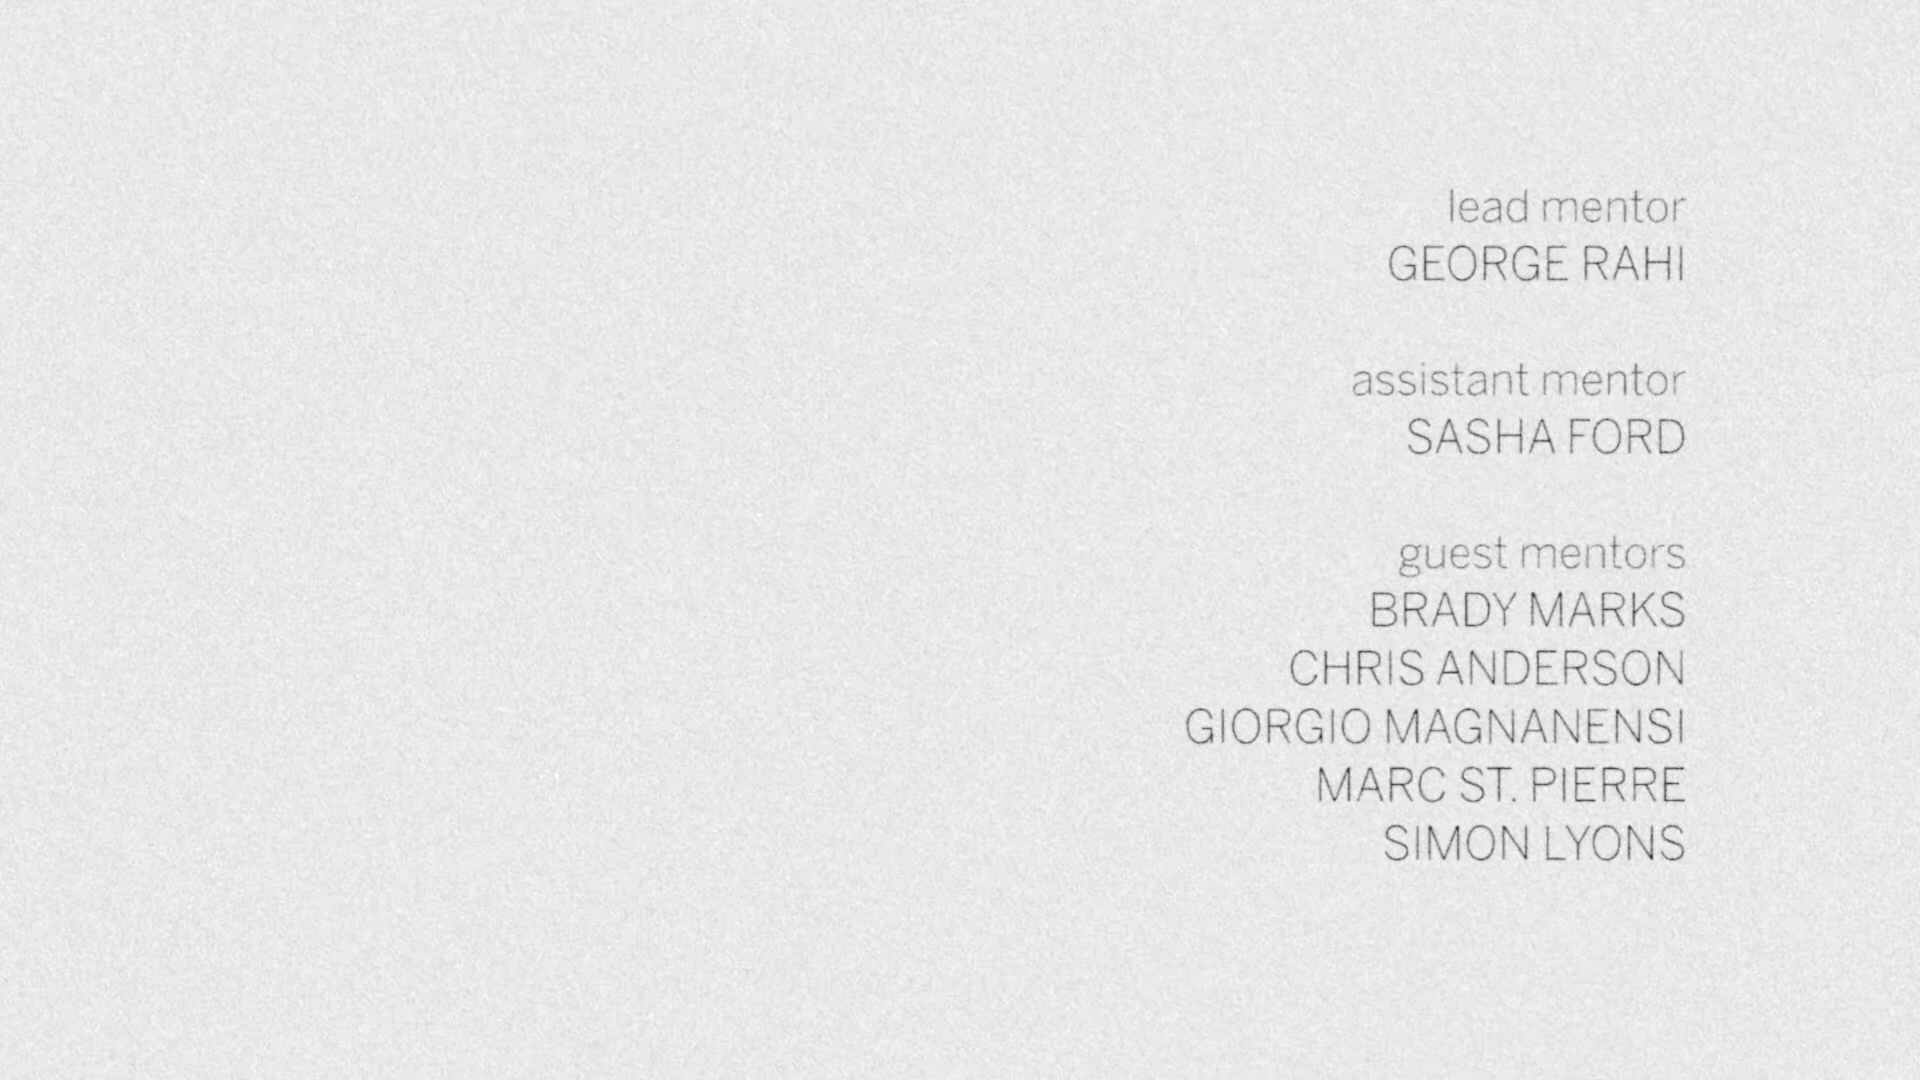 lead mentor
GEORGE RAHI
assistant mentor
SASHA FORD
guest mentors
BRADY MARKS
CHRIS ANDERSON
GIORGIO MAGNANENSI
MARC ST. PIERRE
SIMON LYONS